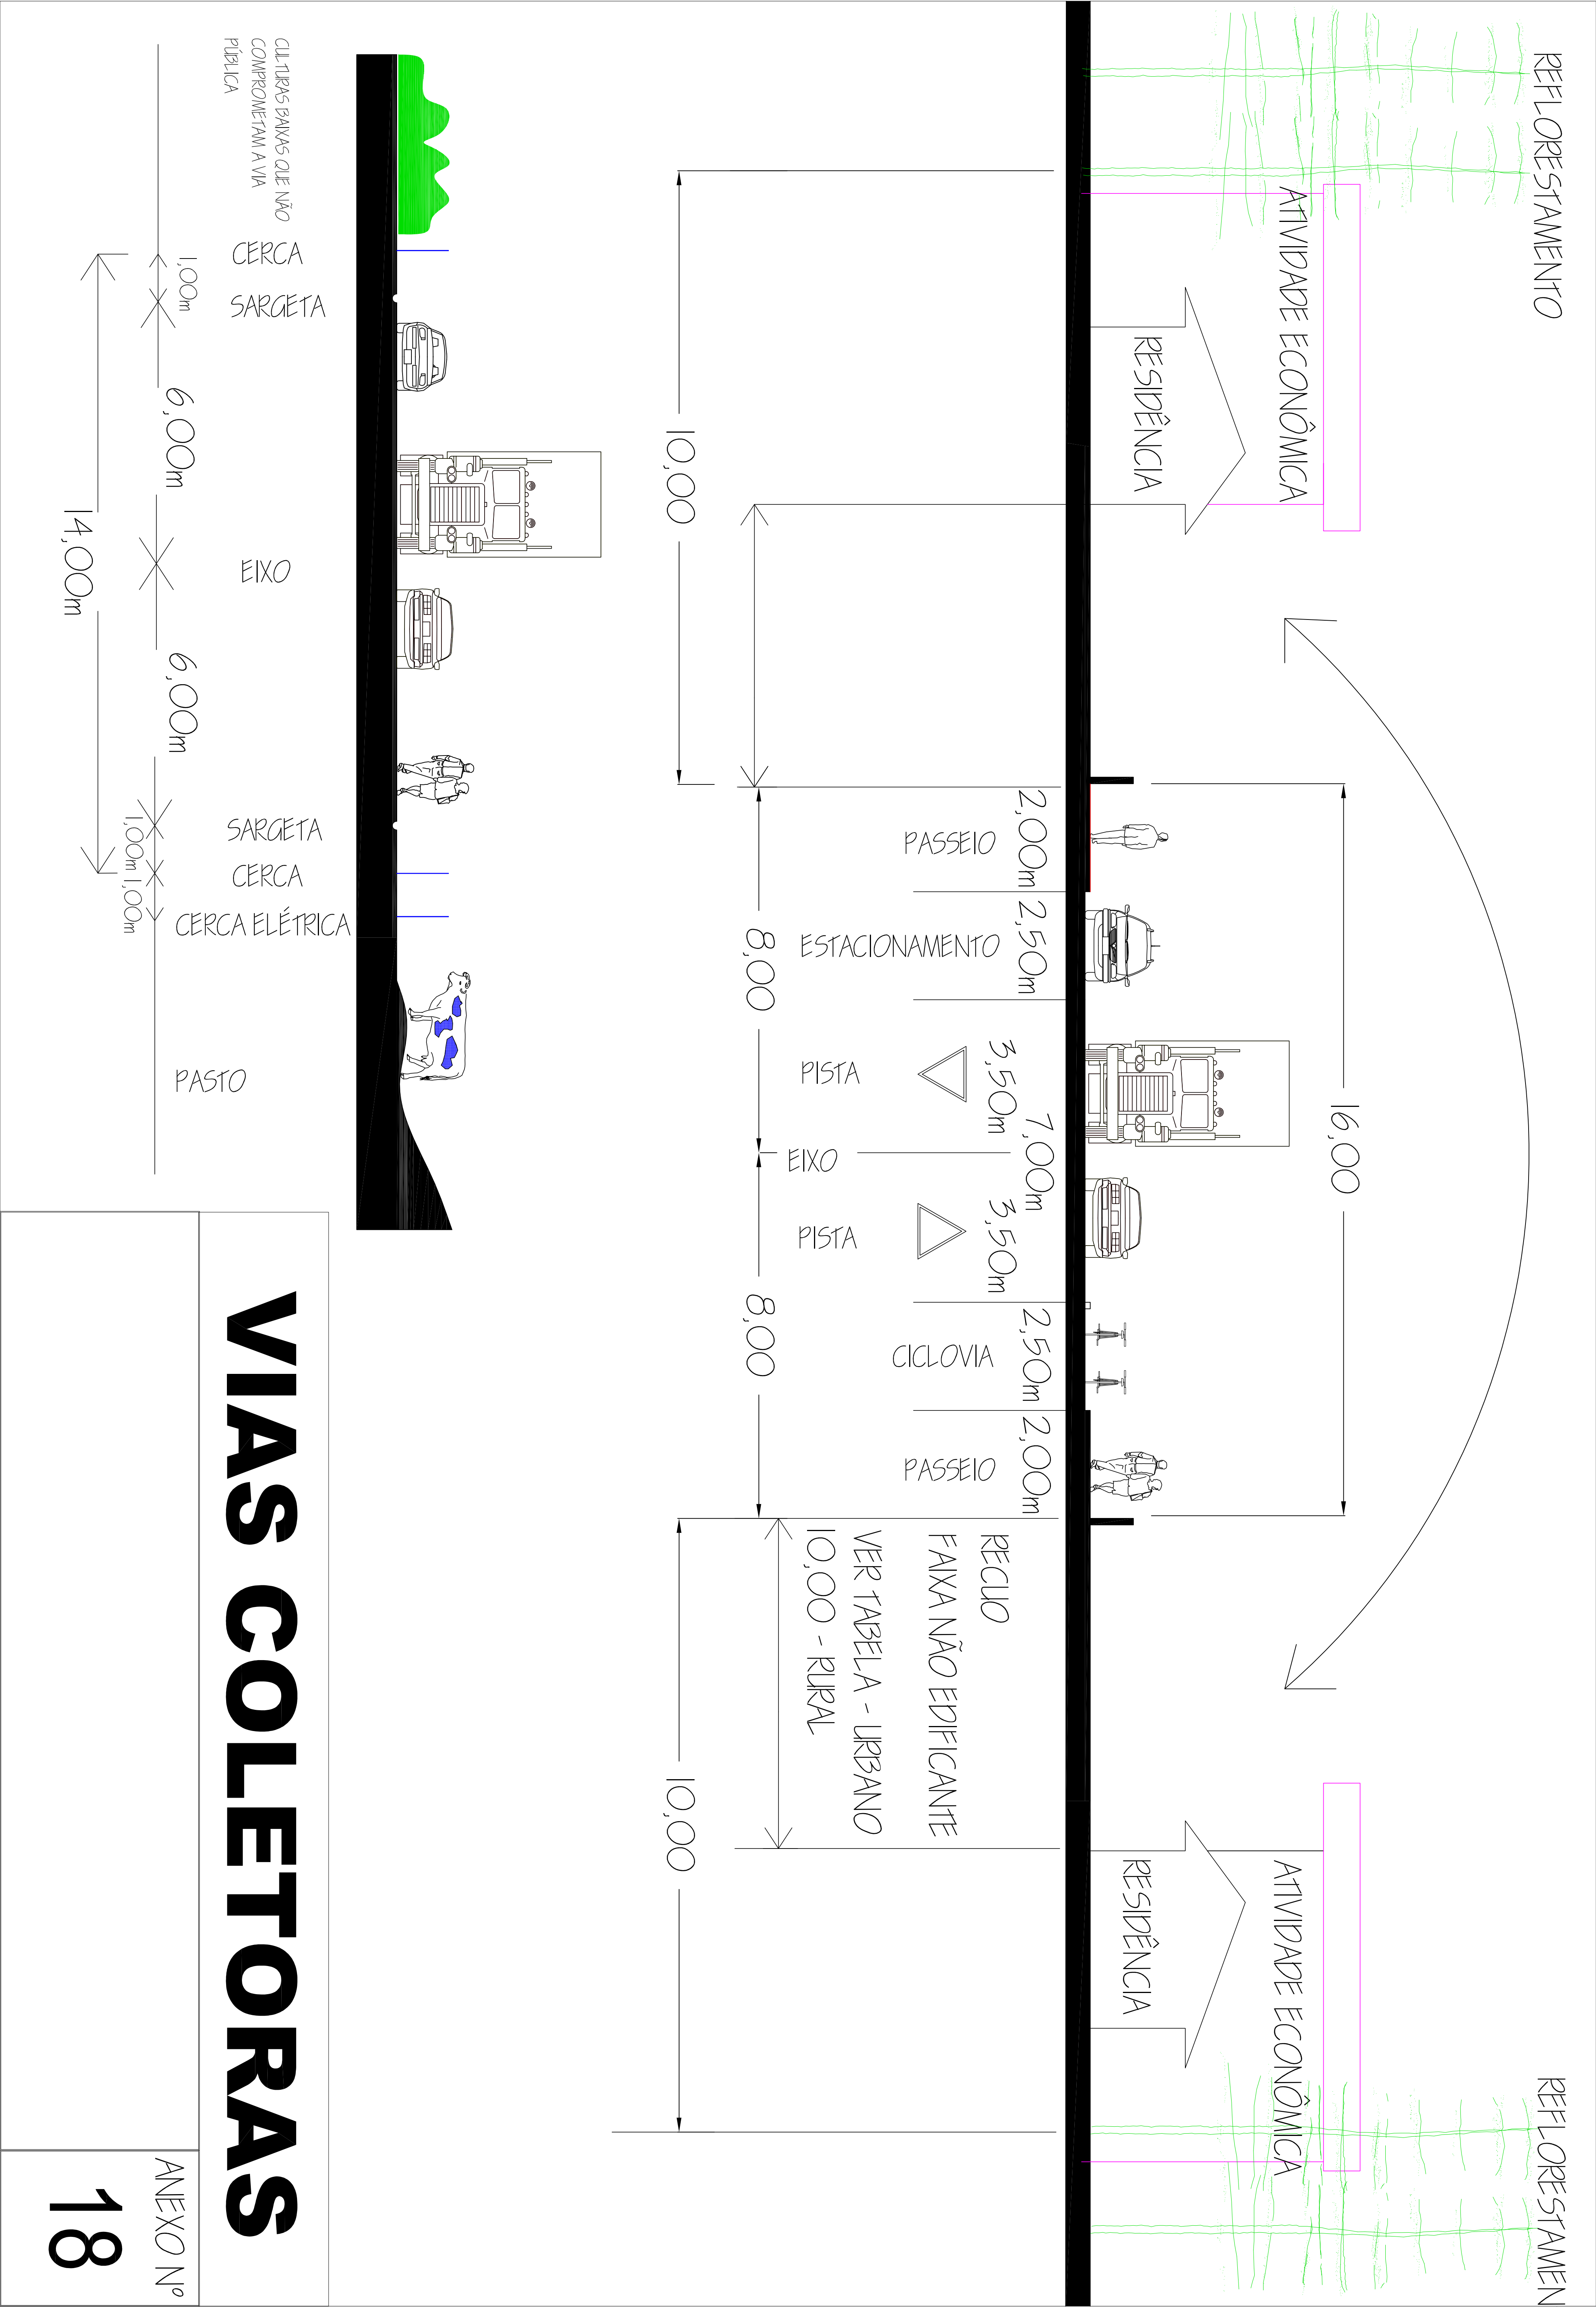 REFLORESTAMENTO
REFLORESTAMEN
ATIVIDADE ECONÔMICA
ATIVIDADE ECONÔMICA
16,00
RESIDÊNCIA
RESIDÊNCIA
2,00m
2,50m
7,00m
2,50m
2,00m
3,50m
3,50m
PASSEIO
ESTACIONAMENTO
PISTA
EIXO
PISTA
CICLOVIA
PASSEIO
RECUO
FAIXA NÃO EDIFICANTE
VER TABELA - URBANO
10,00 - RURAL
8,00
8,00
10,00
10,00
CULTURAS BAIXAS QUE NÃO
COMPROMETAM A VIA
PÚBLICA
CERCA
SARGETA
EIXO
SARGETA
CERCA
CERCA ELÉTRICA
PASTO
1,00m
6,00m
6,00m
1,00m
1,00m
14,00m
VIAS COLETORAS
ANEXO Nº
18